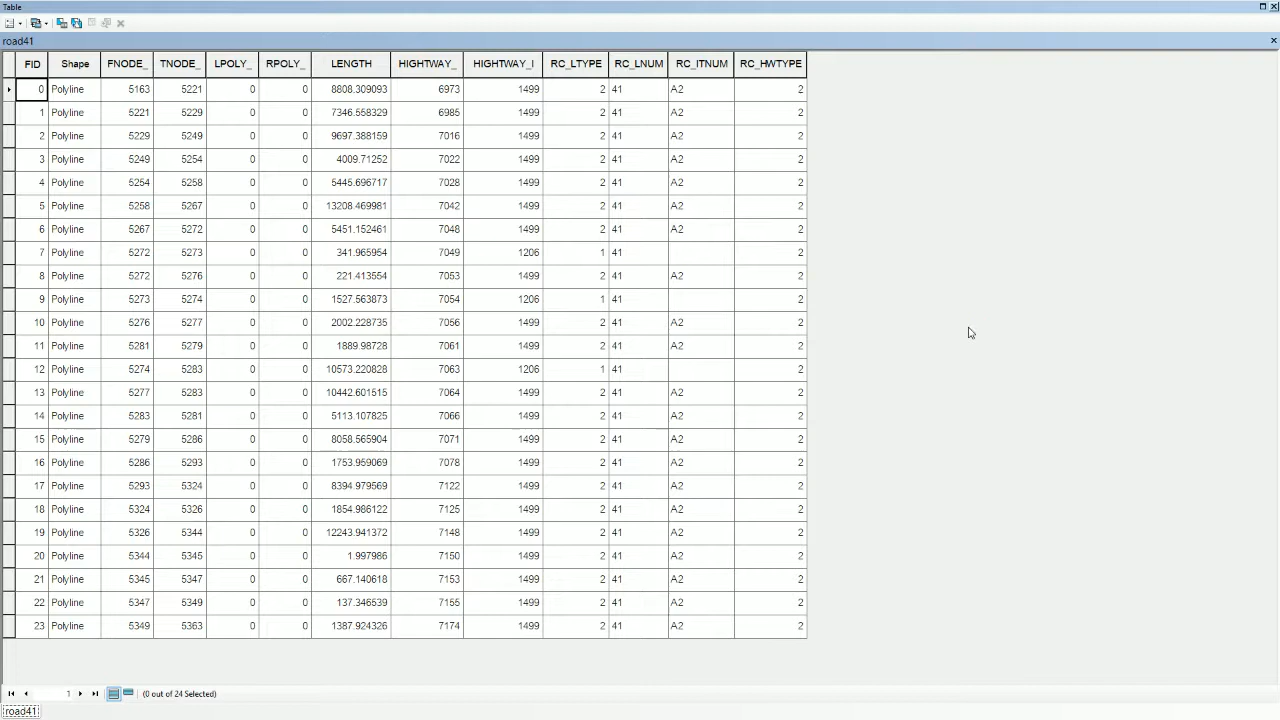 Table
road41
FID Shape FNODE_ TNODE_ LPOLY_ RPOLY_ LENGTH HIGHTWAY_ HIGHTWAY_I RC_LTYPE RC_LNUM RC_ITNUM RC_HWTYPE
0 Polyline 5163 5221 0 0 8808.309093 6973 1499 2 41 A2 2
1 Polyline 5221 5229 0 0 7346.558329 6985 1499 2 41 A2 2
2 Polyline 5229 5249 0 0 9697.388159 7016 1499 2 41 A2 2
3 Polyline 5249 5254 0 0 4009.71252 7022 1499 2 41 A2 2
4 Polyline 5254 5258 0 0 5445.696717 7028 1499 2 41 A2 2
5 Polyline 5258 5267 0 0 13208.469981 7042 1499 2 41 A2 2
6 Polyline 5267 5272 0 0 5451.152461 7048 1499 2 41 A2 2
7 Polyline 5272 5273 0 0 341.965954 7049 1206 1 41 2
8 Polyline 5272 5276 0 0 221.413554 7053 1499 2 41 A2 2
9 Polyline 5273 5274 0 0 1527.563873 7054 1206 1 41 2
10 Polyline 5276 5277 0 0 2002.228735 7056 1499 2 41 A2 2
11 Polyline 5281 5279 0 0 1889.98728 7061 1499 2 41 A2 2
12 Polyline 5274 5283 0 0 10573.220828 7063 1206 1 41 2
13 Polyline 5277 5283 0 0 10442.601515 7064 1499 2 41 A2 2
14 Polyline 5283 5281 0 0 5113.107825 7066 1499 2 41 A2 2
15 Polyline 5279 5286 0 0 8058.565904 7071 1499 2 41 A2 2
16 Polyline 5286 5293 0 0 1753.959069 7078 1499 2 41 A2 2
17 Polyline 5293 5324 0 0 8394.979569 7122 1499 2 41 A2 2
18 Polyline 5324 5326 0 0 1854.986122 7125 1499 2 41 A2 2
19 Polyline 5326 5344 0 0 12243.941372 7148 1499 2 41 A2 2
20 Polyline 5344 5345 0 0 1.997986 7150 1499 2 41 A2 2
21 Polyline 5345 5347 0 0 667.140618 7153 1499 2 41 A2 2
22 Polyline 5347 5349 0 0 137.346539 7155 1499 2 41 A2 2
23 Polyline 5349 5363 0 0 1387.924326 7174 1499 2 41 A2 2
1 (0 out of 24 Selected)
road41